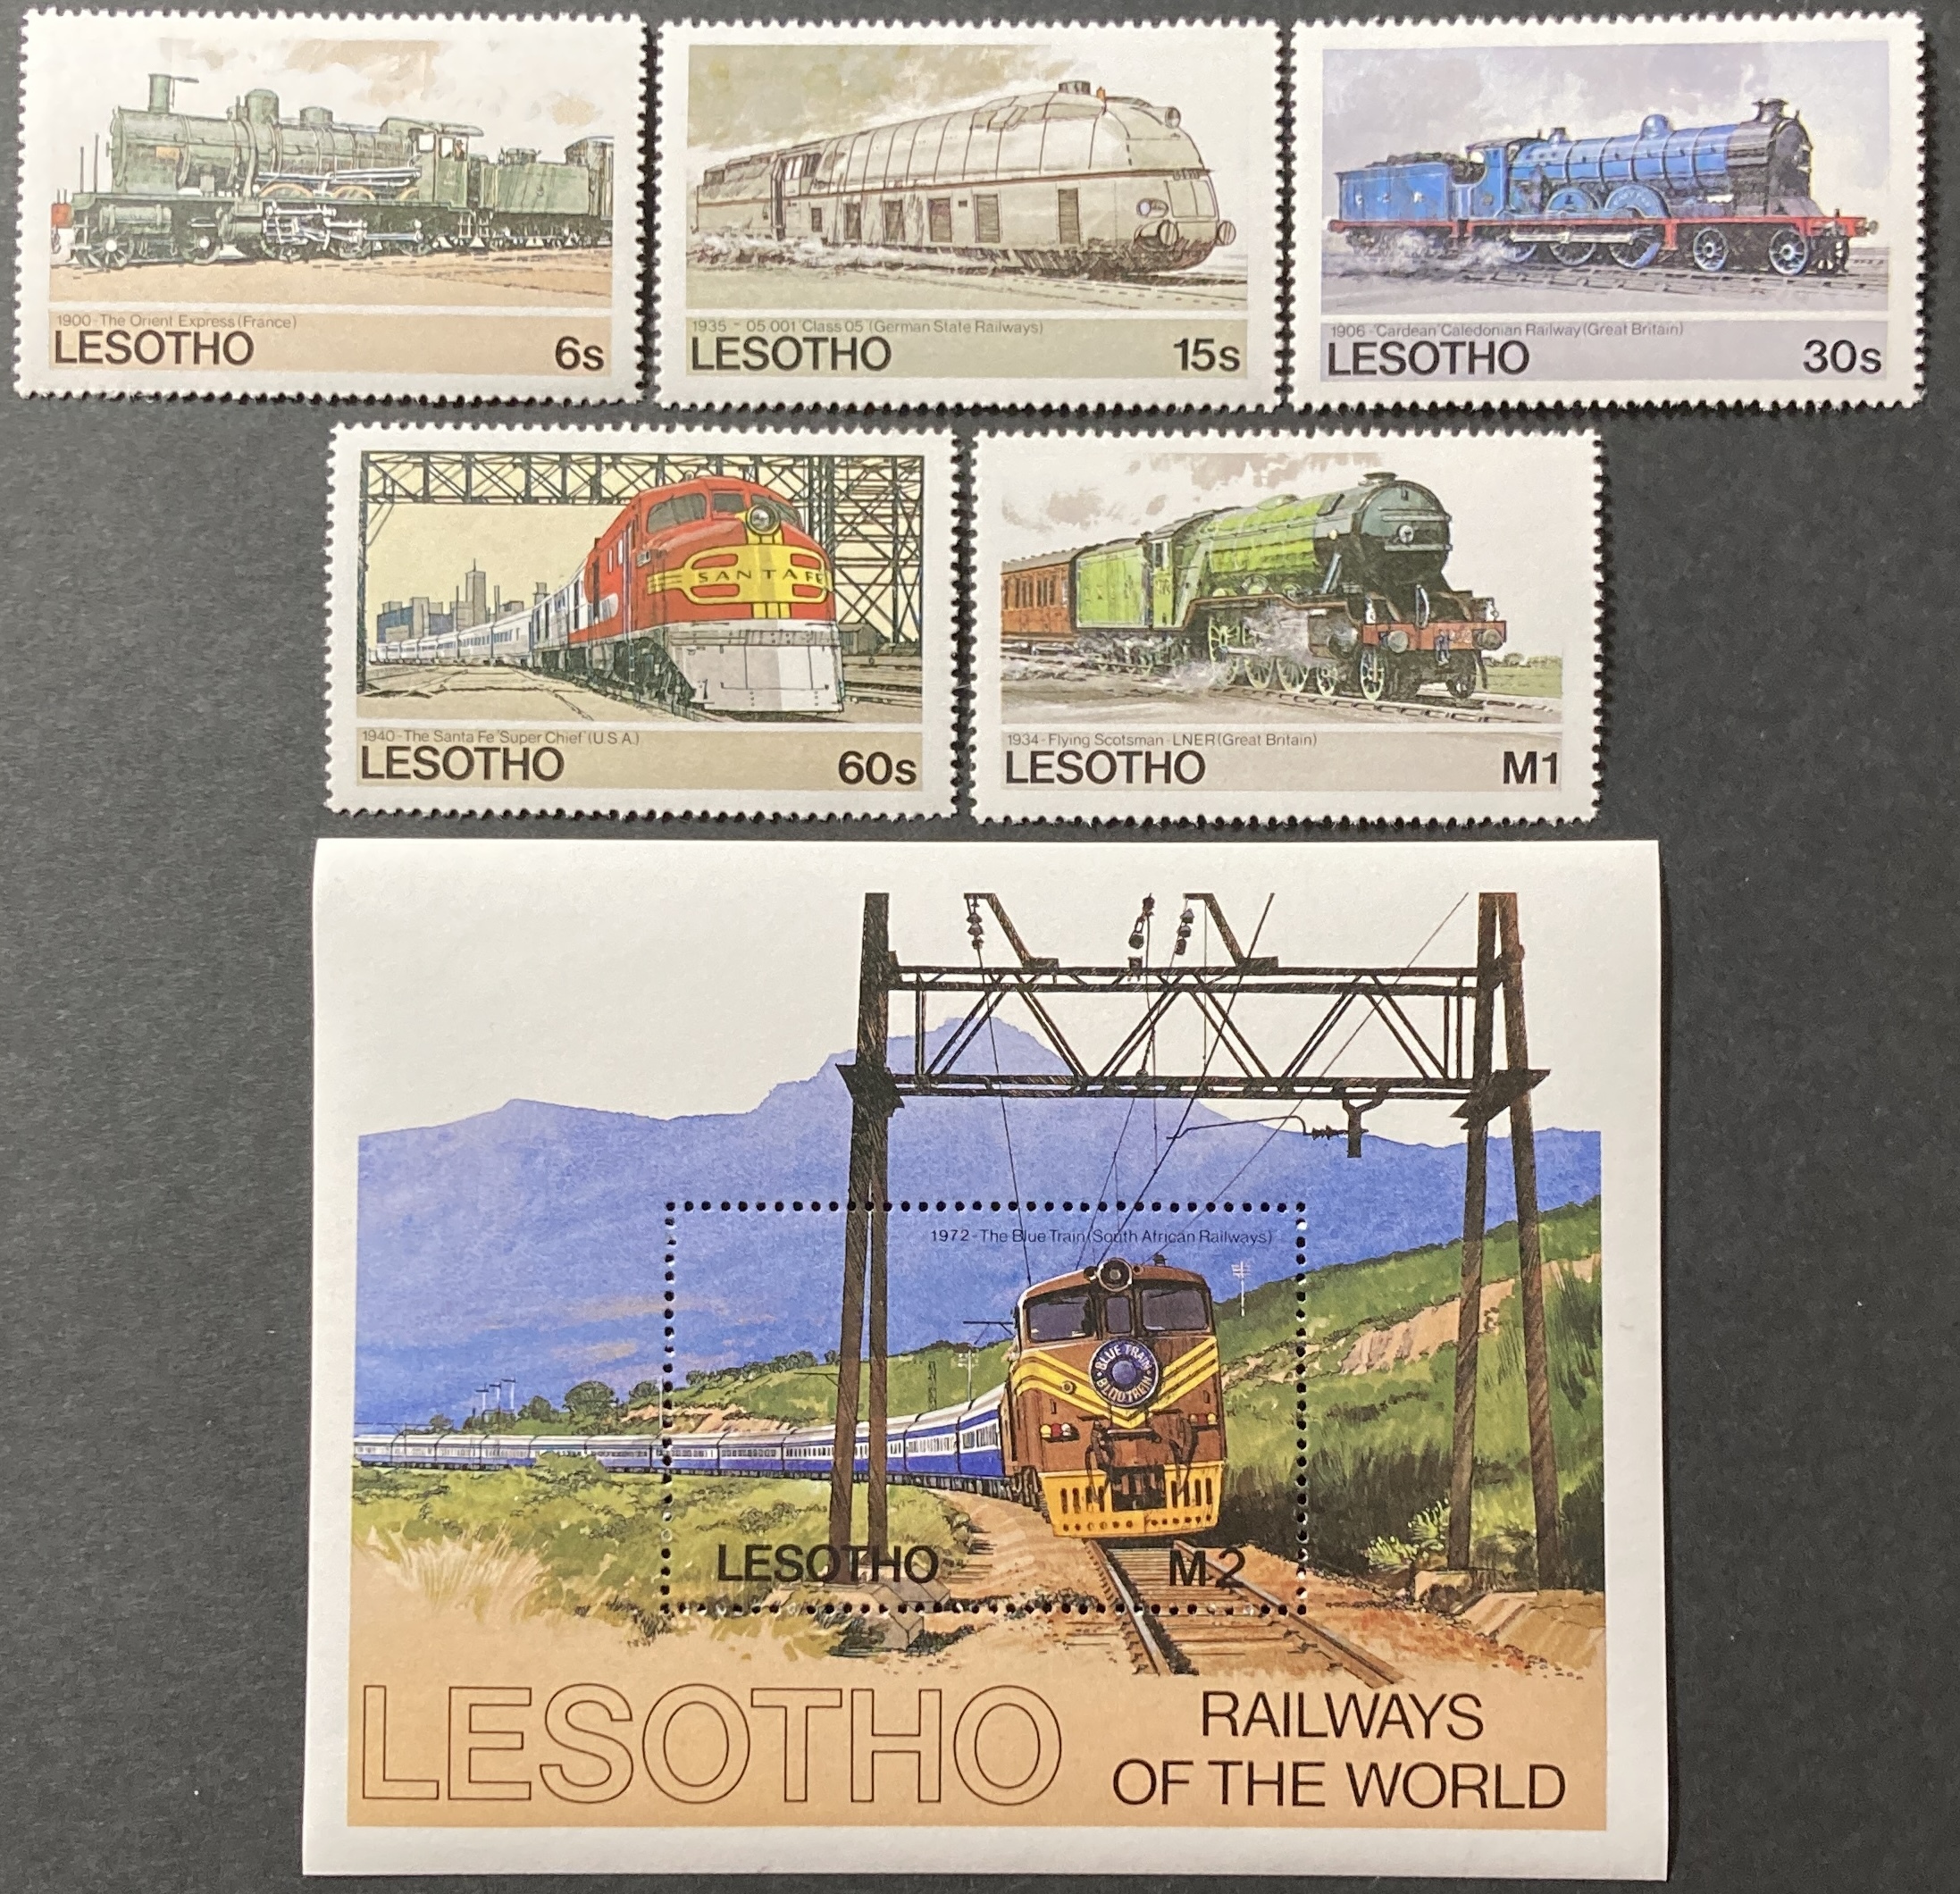 1900-The Orient Express (France)
LESOTHO 6s
1935 - 05 001 'Class 05' (German State Railways)
LESOTHO 15s
C R
1906-'Cardean' Caledonian Railway (Great Britain)
LESOTHO 30s
SANTA FE
1940-The Santa Fe 'Super Chief' (U.S.A.)
LESOTHO 60s
1934-Flying Scotsman-LNER (Great Britain)
LESOTHO M1
1972-The Blue Train (South African Railways)
BLUE TRAIN
BLOUTREIN
LESOTHO M2
LESOTHO
RAILWAYS
OF THE WORLD